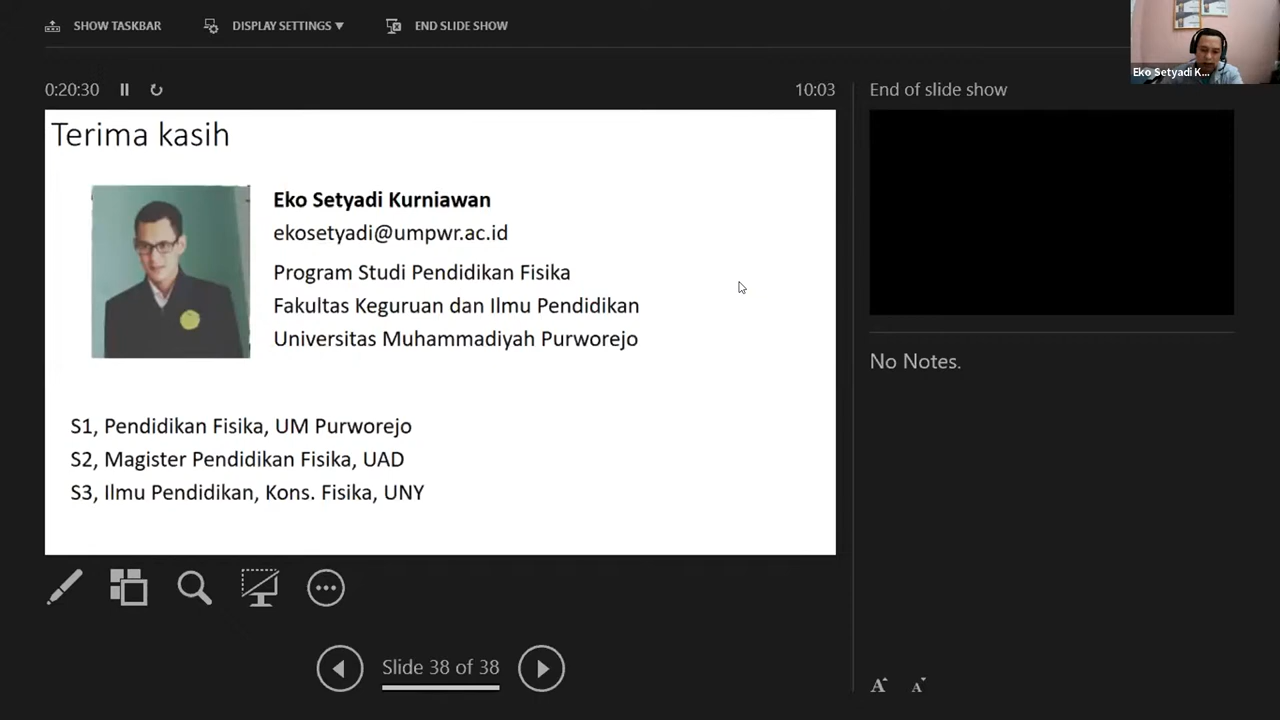 SHOW TASKBAR
DISPLAY SETTINGS
END SLIDE SHOW
Eko Setyadi K...
0:20:30
10:03
End of slide show
Terima kasih
Eko Setyadi Kurniawan
ekosetyadi@umpwr.ac.id
Program Studi Pendidikan Fisika
Fakultas Keguruan dan Ilmu Pendidikan
Universitas Muhammadiyah Purworejo
S1, Pendidikan Fisika, UM Purworejo
S2, Magister Pendidikan Fisika, UAD
S3, Ilmu Pendidikan, Kons. Fisika, UNY
No Notes.
Slide 38 of 38
A A